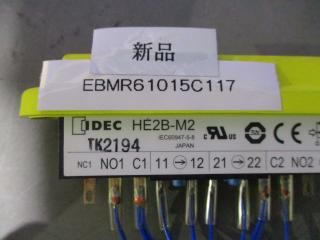 新品
EBMR61015C117
IDEC HE2B-M2
IEC60947-5-8
JAPAN
TK2194
NC1 NO1 C1 11→12 21→22 C2 NO2